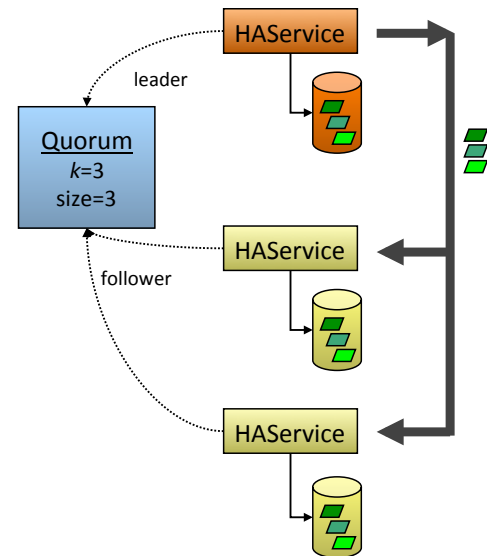 HAService
leader
Quorum
k=3
size=3
HAService
follower
HAService